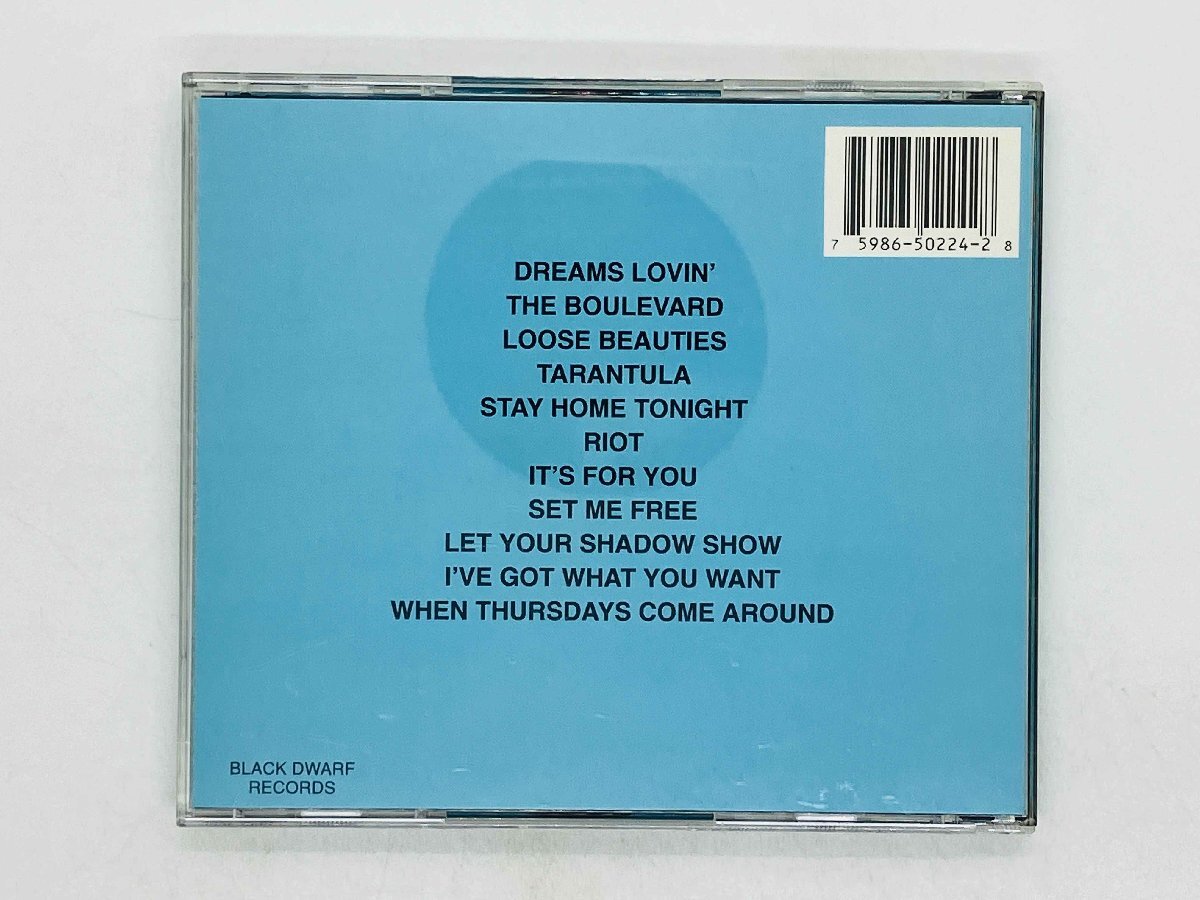 7 5986-50224-2 8
DREAMS LOVIN'
THE BOULEVARD
LOOSE BEAUTIES
TARANTULA
STAY HOME TONIGHT
RIOT
IT'S FOR YOU
SET ME FREE
LET YOUR SHADOW SHOW
I'VE GOT WHAT YOU WANT
WHEN THURSDAYS COME AROUND
BLACK DWARF
RECORDS